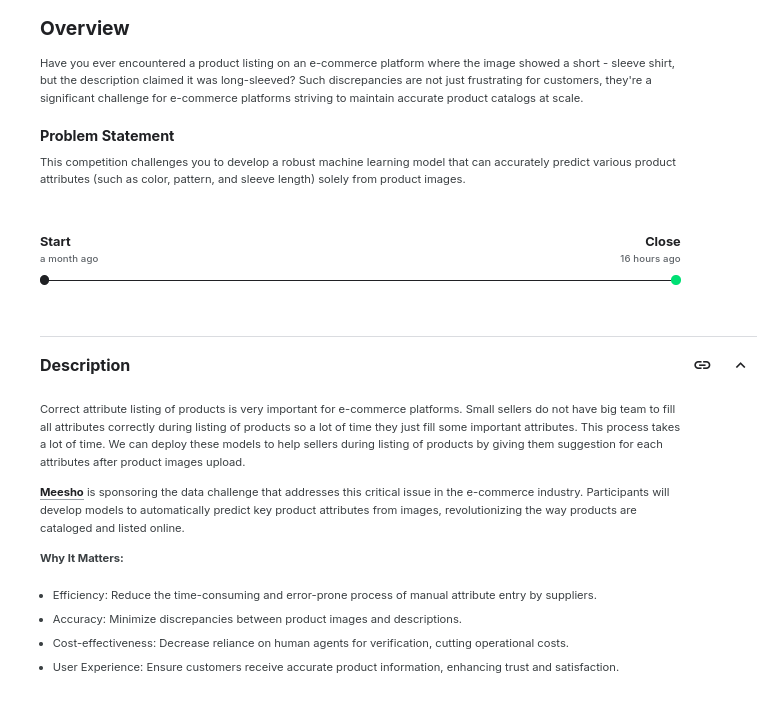 Overview
Have you ever encountered a product listing on an e-commerce platform where the image showed a short - sleeve shirt,
but the description claimed it was long-sleeved? Such discrepancies are not just frustrating for customers, they're a
significant challenge for e-commerce platforms striving to maintain accurate product catalogs at scale.
Problem Statement
This competition challenges you to develop a robust machine learning model that can accurately predict various product
attributes (such as color, pattern, and sleeve length) solely from product images.
Start
Close
a month ago
16 hours ago
Description
Correct attribute listing of products is very important for e-commerce platforms. Small sellers do not have big team to fill
all attributes correctly during listing of products so a lot of time they just fill some important attributes. This process takes
a lot of time. We can deploy these models to help sellers during listing of products by giving them suggestion for each
attributes after product images upload.
Meesho is sponsoring the data challenge that addresses this critical issue in the e-commerce industry. Participants will
develop models to automatically predict key product attributes from images, revolutionizing the way products are
cataloged and listed online.
Why It Matters:
• Efficiency: Reduce the time-consuming and error-prone process of manual attribute entry by suppliers.
• Accuracy: Minimize discrepancies between product images and descriptions.
• Cost-effectiveness: Decrease reliance on human agents for verification, cutting operational costs.
• User Experience: Ensure customers receive accurate product information, enhancing trust and satisfaction.